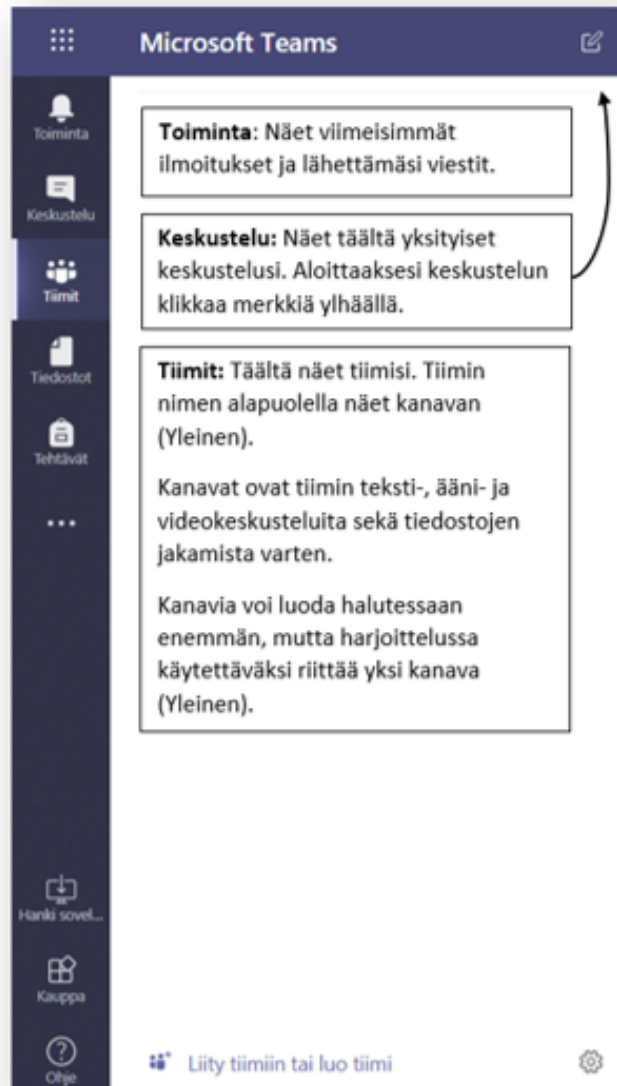 Microsoft Teams
Toiminta
Keskustelu
Tiimit
Tiedostot
Tehtävät
Hanki sovel...
Kauppa
Ohje
Toiminta: Näet viimeisimmät
ilmoitukset ja lähettämäsi viestit.
Keskustelu: Näet täältä yksityiset
keskustelusi. Aloittaaksesi keskustelun
klikkaa merkkiä ylhäällä.
Tiimit: Täältä näet tiimisi. Tiimin
nimen alapuolella näet kanavan
(Yleinen).
Kanavat ovat tiimin teksti-, ääni- ja
videokeskusteluita sekä tiedostojen
jakamista varten.
Kanavia voi luoda halutessaan
enemmän, mutta harjoittelussa
käytettäväksi riittää yksi kanava
(Yleinen).
Liity tiimiin tai luo tiimi